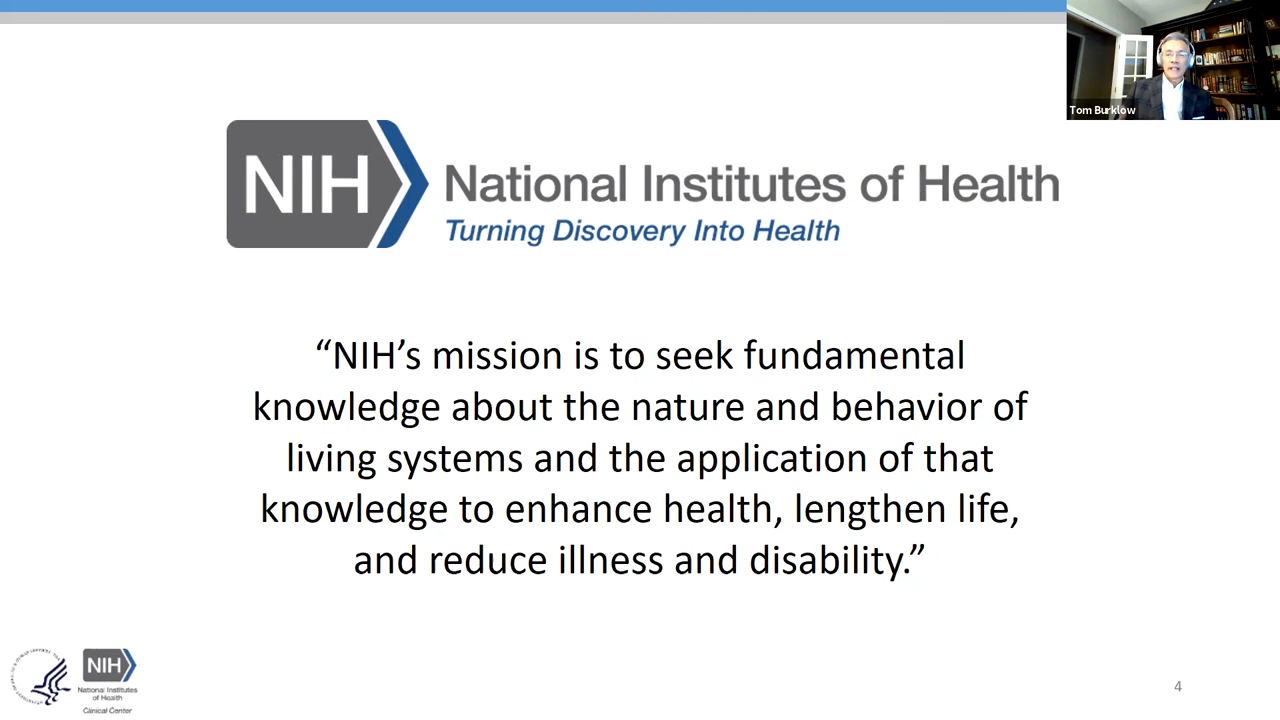 Tom Burklow
NIH
National Institutes of Health
Turning Discovery Into Health
“NIH’s mission is to seek fundamental
knowledge about the nature and behavior of
living systems and the application of that
knowledge to enhance health, lengthen life,
and reduce illness and disability.”
NIH
National Institutes
of Health
Clinical Center
4